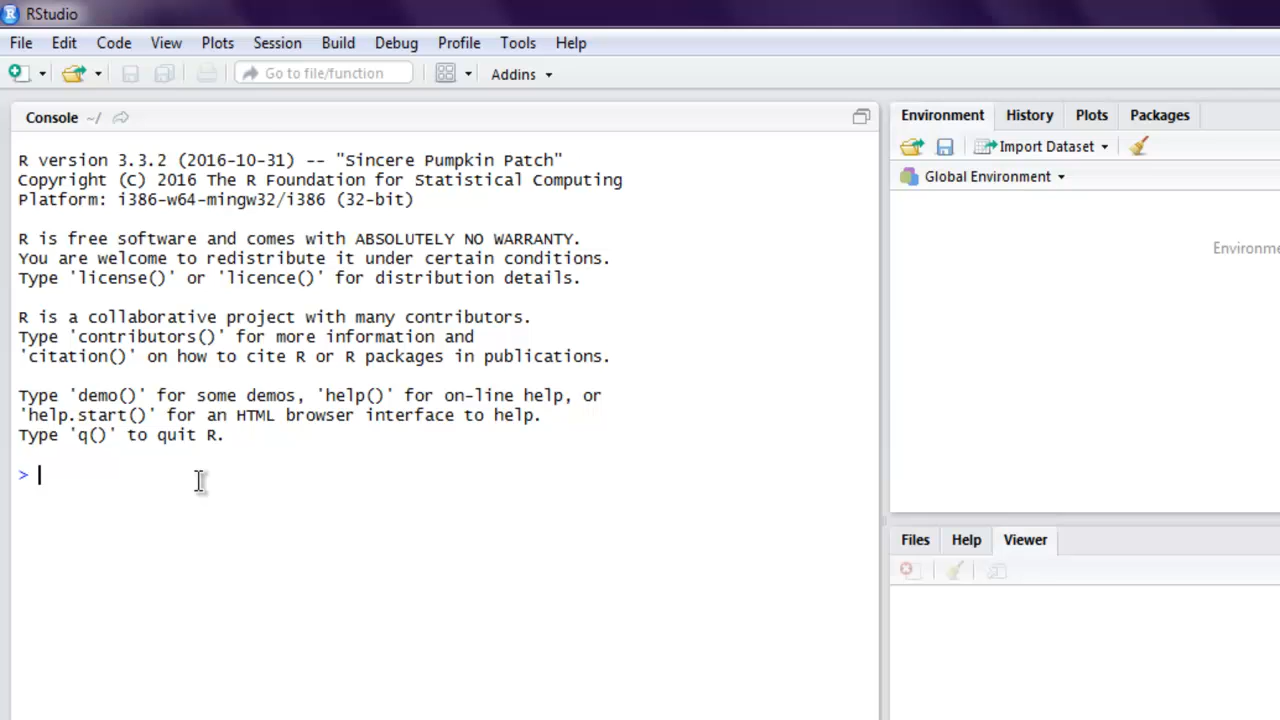 RStudio
File Edit Code View Plots Session Build Debug Profile Tools Help
Go to file/function Addins
Console ~/
R version 3.3.2 (2016-10-31) -- "Sincere Pumpkin Patch"
Copyright (C) 2016 The R Foundation for Statistical Computing
Platform: i386-w64-mingw32/i386 (32-bit)
R is free software and comes with ABSOLUTELY NO WARRANTY.
You are welcome to redistribute it under certain conditions.
Type 'license()' or 'licence()' for distribution details.
R is a collaborative project with many contributors.
Type 'contributors()' for more information and
'citation()' on how to cite R or R packages in publications.
Type 'demo()' for some demos, 'help()' for on-line help, or
'help.start()' for an HTML browser interface to help.
Type 'q()' to quit R.
>
Environment History Plots Packages
Import Dataset
Global Environment
Environme
Files Help Viewer